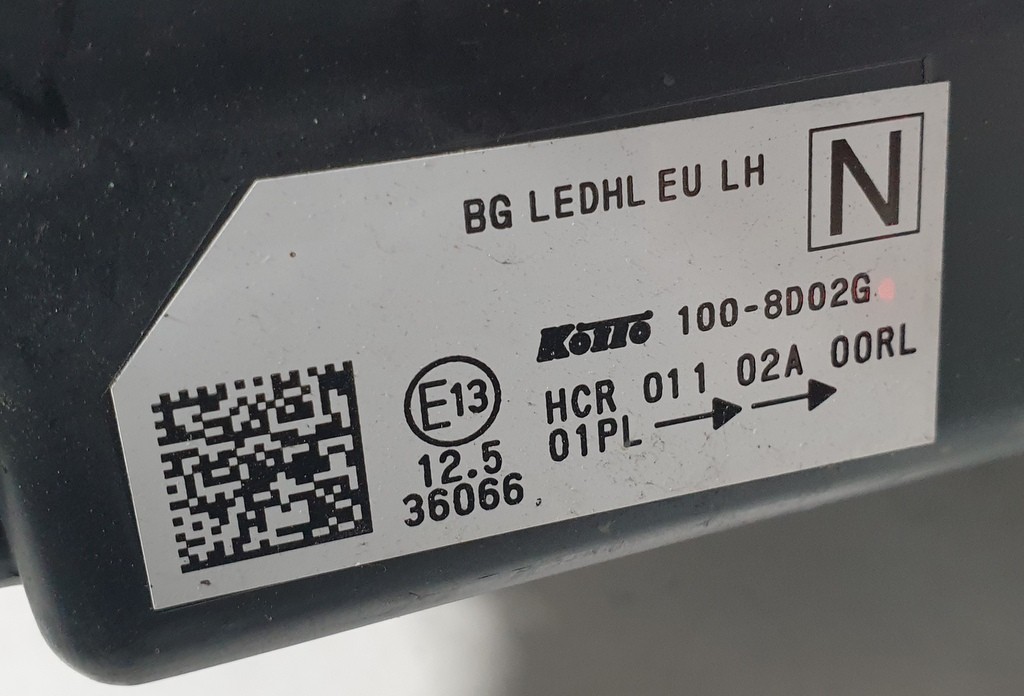 BG LEDHL EU LH
N
KOITO 100-8D02G
E13
HCR 011 02A 00RL
01PL
12.5
36066